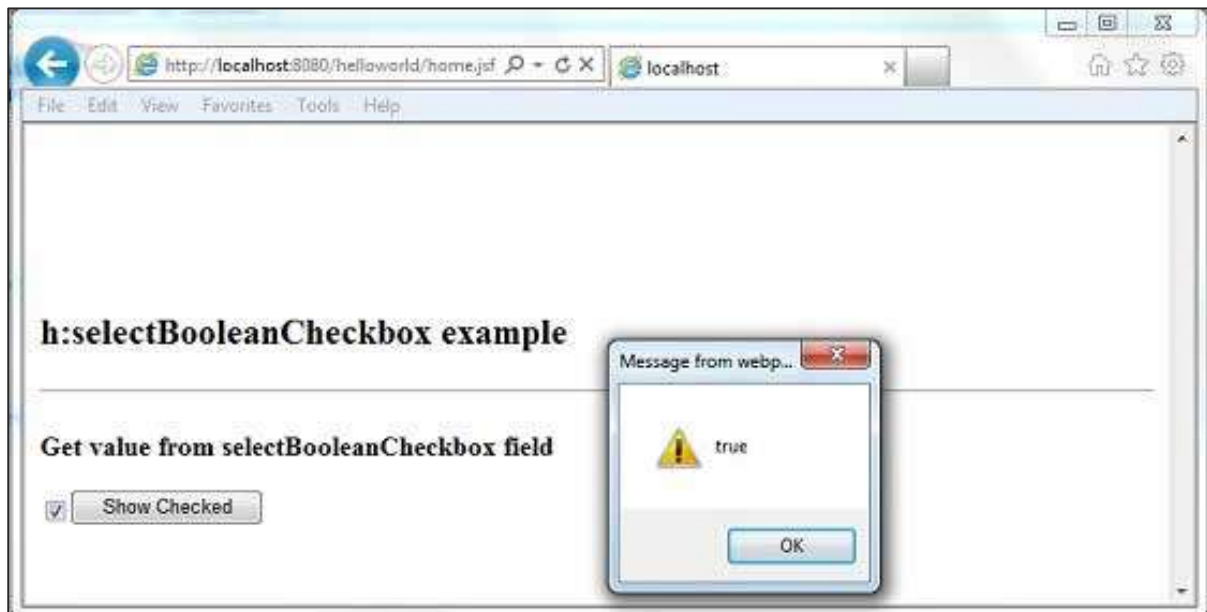 http://localhost:8080/helloworld/home.jsf
localhost
File Edit View Favorites Tools Help
h:selectBooleanCheckbox example
Message from webp...
true
OK
Get value from selectBooleanCheckbox field
Show Checked